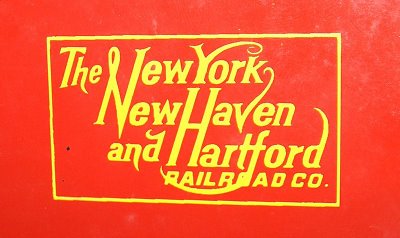 The New York,
New Haven
and Hartford
RAILROAD CO.